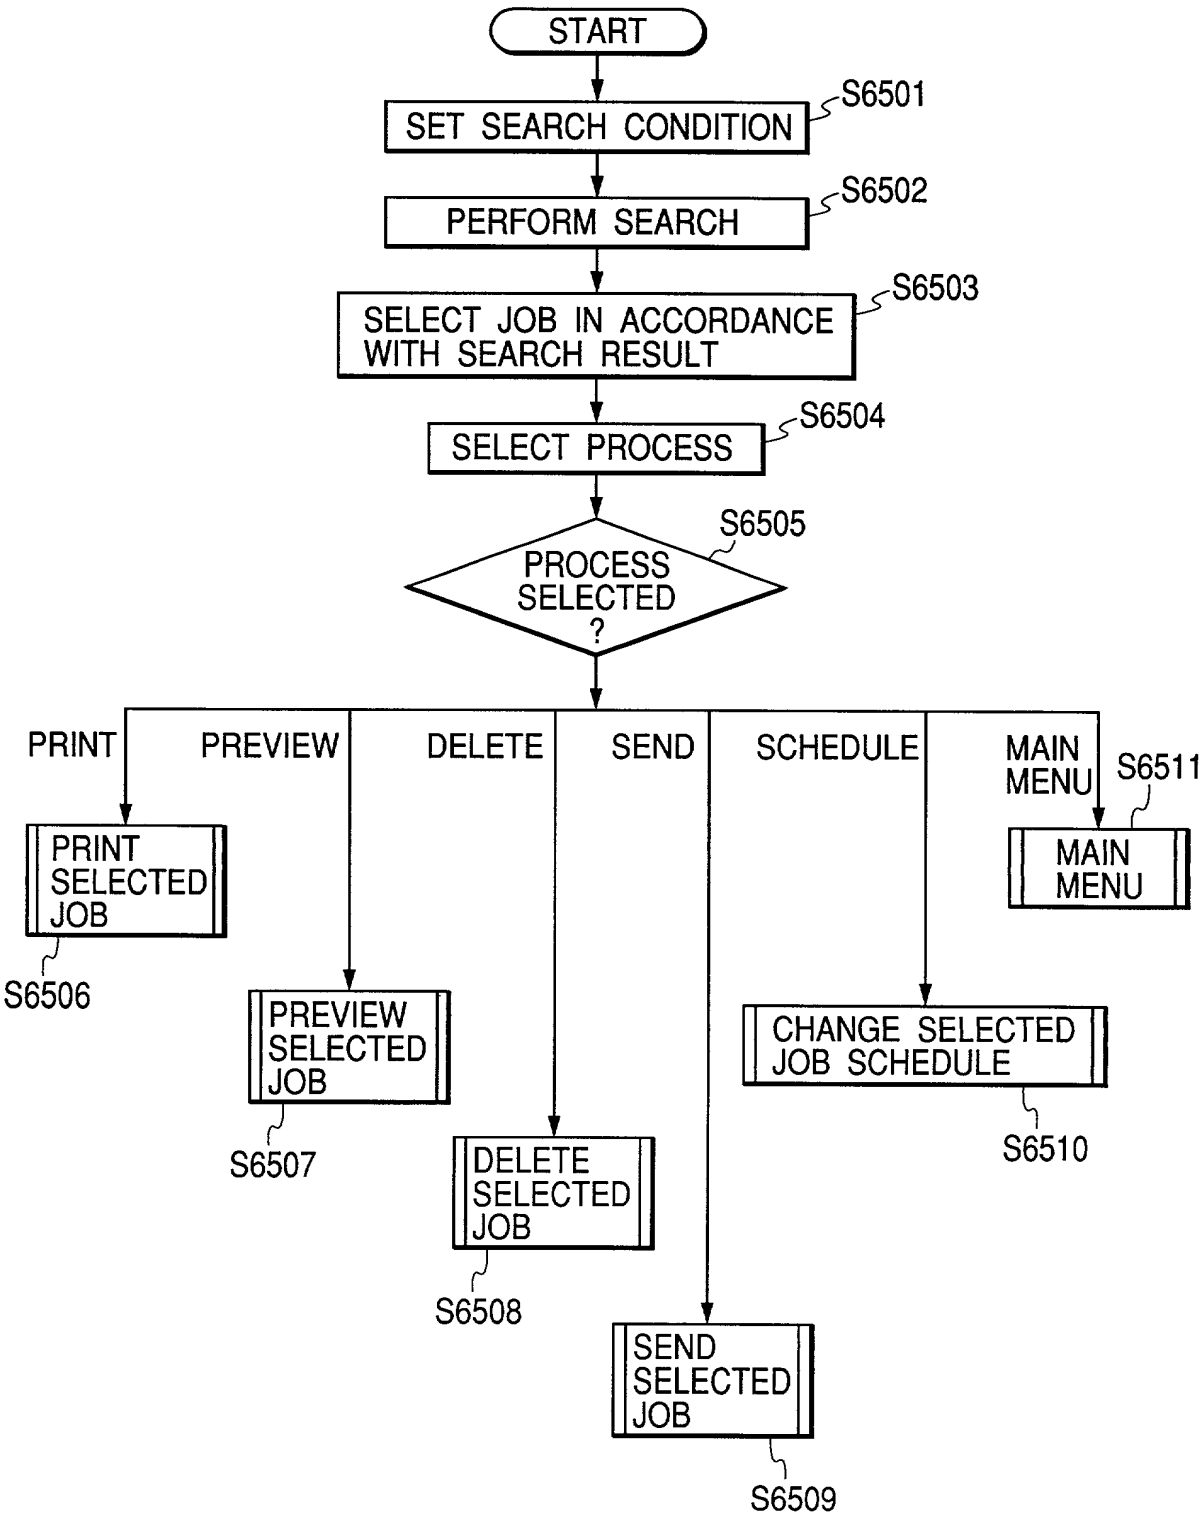 START
S6501
SET SEARCH CONDITION
S6502
PERFORM SEARCH
S6503
SELECT JOB IN ACCORDANCE
WITH SEARCH RESULT
S6504
SELECT PROCESS
S6505
PROCESS
SELECTED
?
PRINT
PREVIEW
DELETE
SEND
SCHEDULE
MAIN
MENU
S6511
PRINT
SELECTED
JOB
S6506
MAIN
MENU
PREVIEW
SELECTED
JOB
S6507
CHANGE SELECTED
JOB SCHEDULE
S6510
DELETE
SELECTED
JOB
S6508
SEND
SELECTED
JOB
S6509